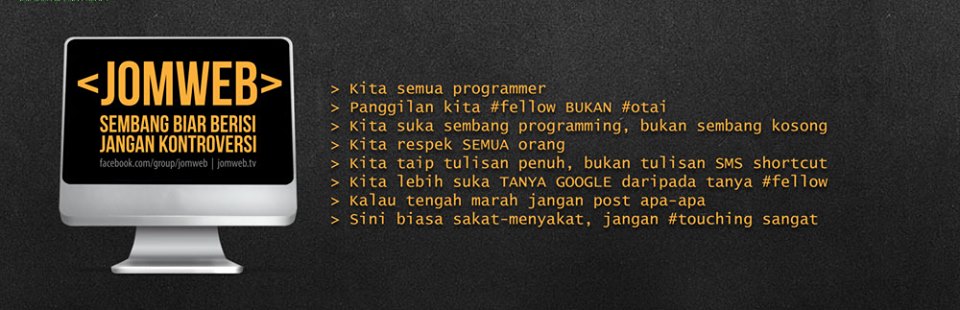 <JOMWEB>
SEMBANG BIAR BERISI
JANGAN KONTROVERSI
facebook.com/group/jomweb | jomweb.tv
> Kita semua programmer
> Panggilan kita #fellow BUKAN #otai
> Kita suka sembang programming, bukan sembang kosong
> Kita respek SEMUA orang
> Kita taip tulisan penuh, bukan tulisan SMS shortcut
> Kita lebih suka TANYA GOOGLE daripada tanya #fellow
> Kalau tengah marah jangan post apa-apa
> Sini biasa sakat-menyakat, jangan #touching sangat